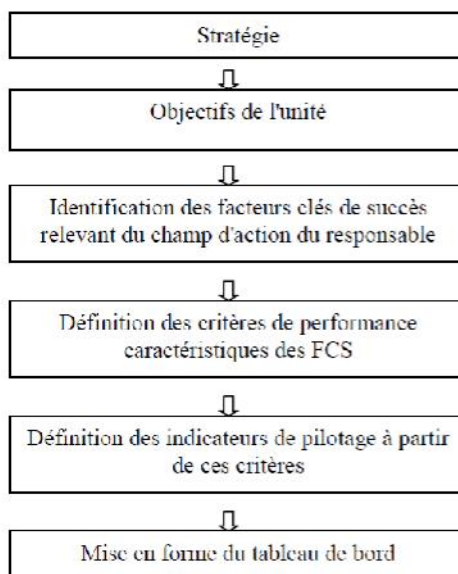 Stratégie
Objectifs de l'unité
Identification des facteurs clés de succès
relevant du champ d'action du responsable
Définition des critères de performance
caractéristiques des FCS
Définition des indicateurs de pilotage à partir
de ces critères
Mise en forme du tableau de bord